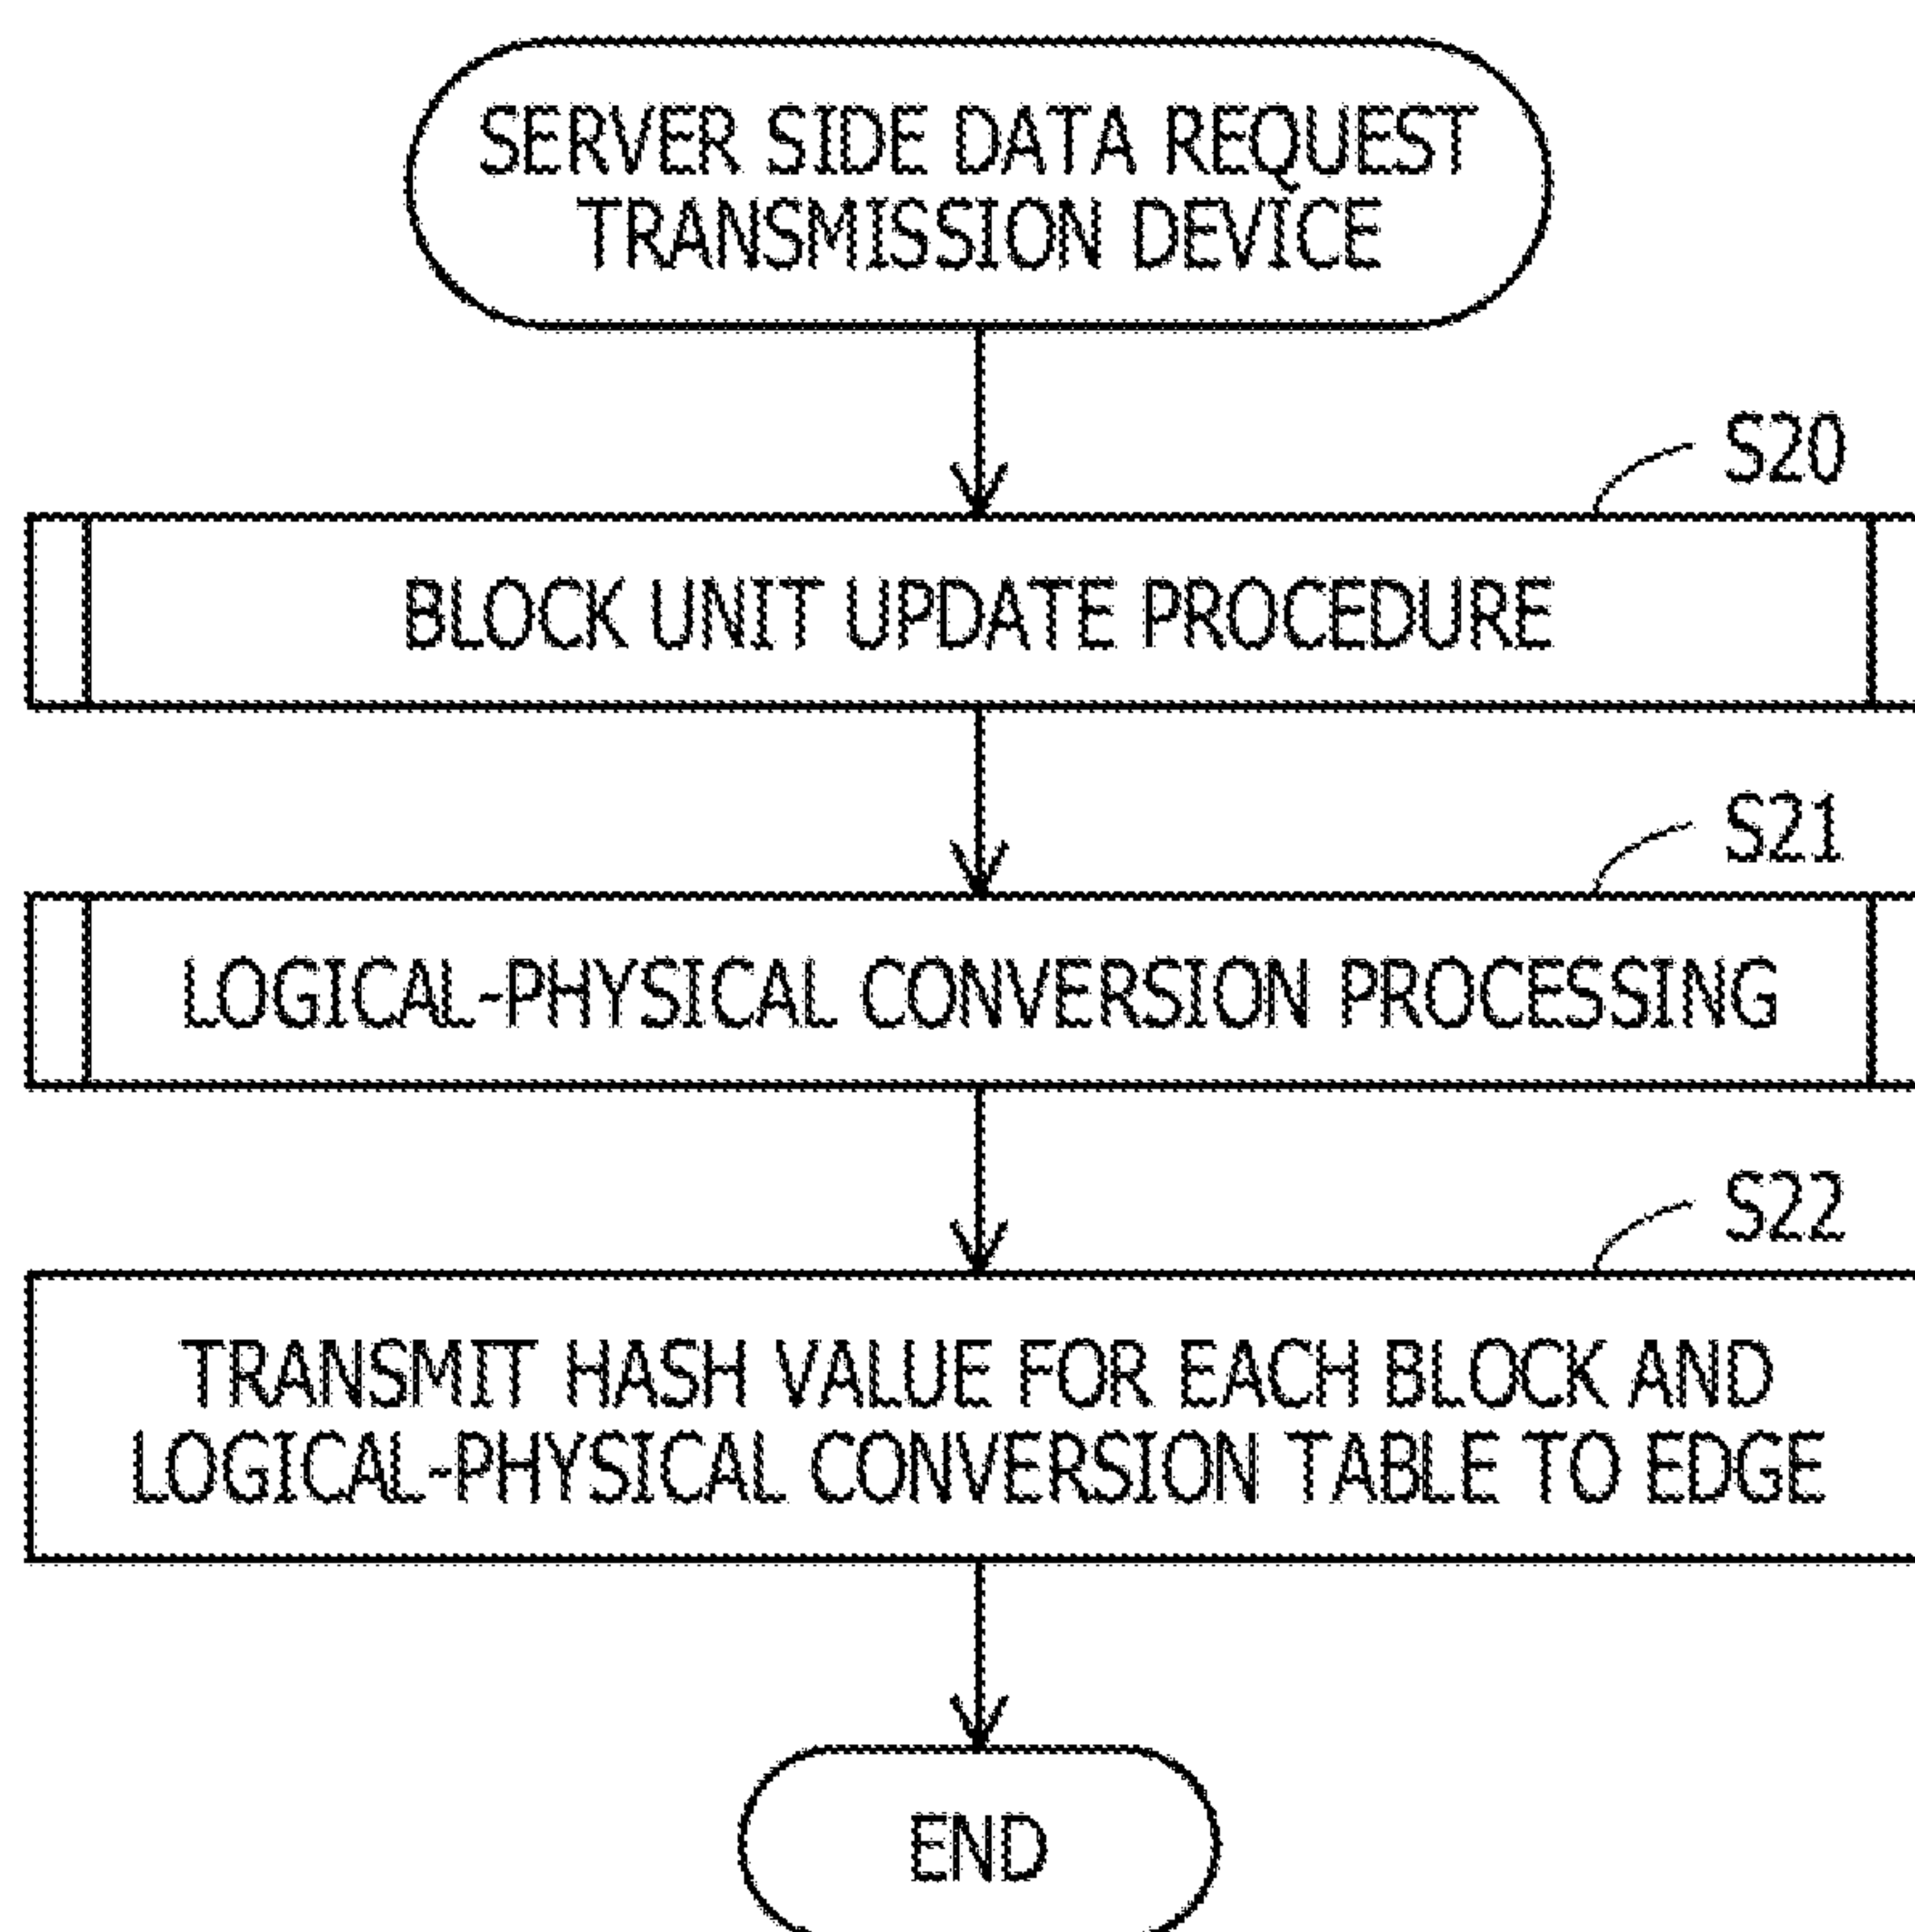 SERVER SIDE DATA REQUEST
TRANSMISSION DEVICE
S20
BLOCK UNIT UPDATE PROCEDURE
S21
LOGICAL-PHYSICAL CONVERSION PROCESSING
S22
TRANSMIT HASH VALUE FOR EACH BLOCK AND
LOGICAL-PHYSICAL CONVERSION TABLE TO EDGE
END